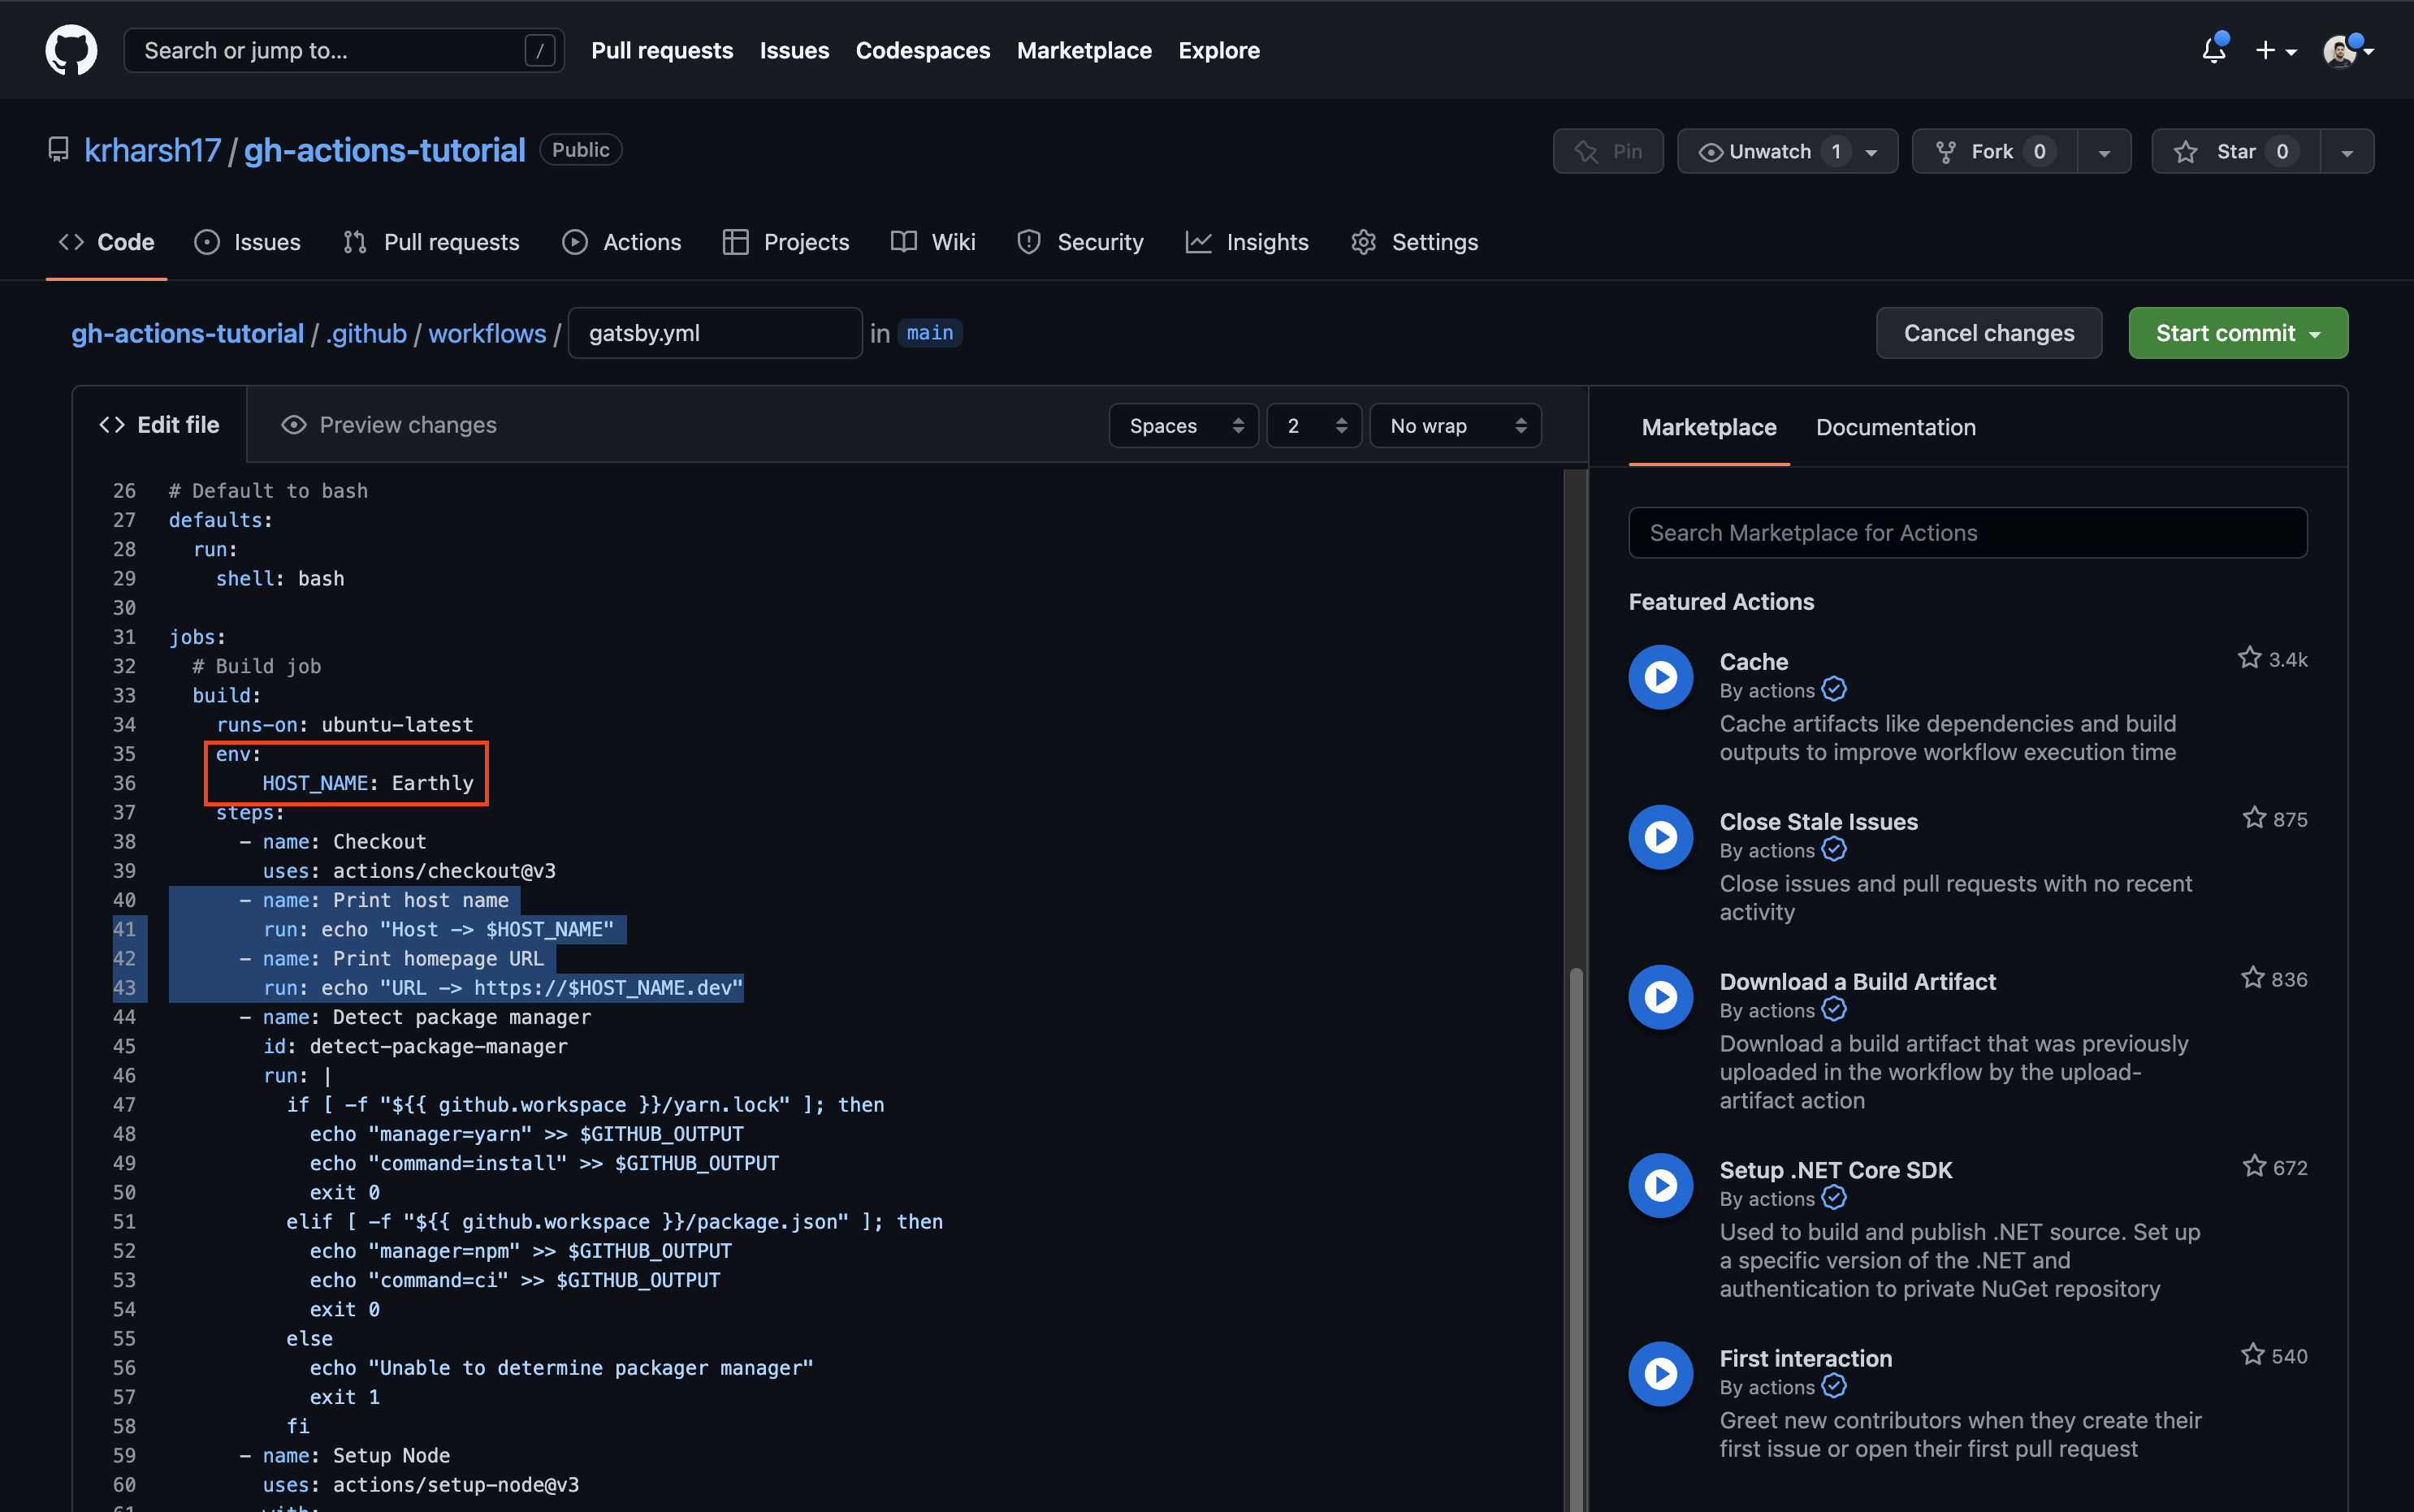 Search or jump to... / Pull requests Issues Codespaces Marketplace Explore
krharsh17 / gh-actions-tutorial Public
Pin Unwatch 1 Fork 0 Star 0
Code Issues Pull requests Actions Projects Wiki Security Insights Settings
gh-actions-tutorial / .github / workflows / gatsby.yml in main
Cancel changes Start commit
Edit file Preview changes Spaces 2 No wrap
26 # Default to bash
27 defaults:
28   run:
29     shell: bash
30
31 jobs:
32   # Build job
33   build:
34     runs-on: ubuntu-latest
35     env:
36         HOST_NAME: Earthly
37     steps:
38       - name: Checkout
39         uses: actions/checkout@v3
40       - name: Print host name
41         run: echo "Host -> $HOST_NAME"
42       - name: Print homepage URL
43         run: echo "URL -> https://$HOST_NAME.dev"
44       - name: Detect package manager
45         id: detect-package-manager
46         run: |
47           if [ -f "${{ github.workspace }}/yarn.lock" ]; then
48             echo "manager=yarn" >> $GITHUB_OUTPUT
49             echo "command=install" >> $GITHUB_OUTPUT
50             exit 0
51           elif [ -f "${{ github.workspace }}/package.json" ]; then
52             echo "manager=npm" >> $GITHUB_OUTPUT
53             echo "command=ci" >> $GITHUB_OUTPUT
54             exit 0
55           else
56             echo "Unable to determine packager manager"
57             exit 1
58           fi
59       - name: Setup Node
60         uses: actions/setup-node@v3
61         with:
Marketplace Documentation
Search Marketplace for Actions
Featured Actions
Cache 3.4k
By actions
Cache artifacts like dependencies and build
outputs to improve workflow execution time
Close Stale Issues 875
By actions
Close issues and pull requests with no recent
activity
Download a Build Artifact 836
By actions
Download a build artifact that was previously
uploaded in the workflow by the upload-
artifact action
Setup .NET Core SDK 672
By actions
Used to build and publish .NET source. Set up
a specific version of the .NET and
authentication to private NuGet repository
First interaction 540
By actions
Greet new contributors when they create their
first issue or open their first pull request